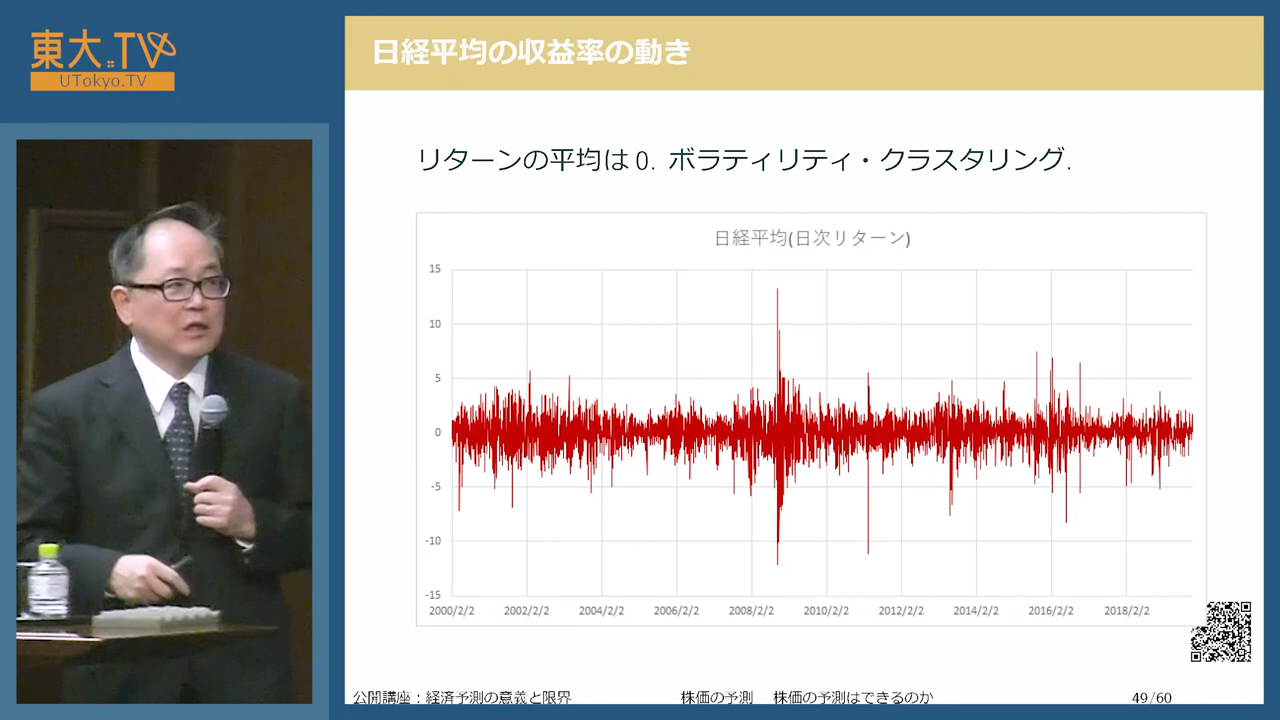 東大.TV
UTokyo.TV
日経平均の収益率の動き
リターンの平均は0. ボラティリティ・クラスタリング.
日経平均(日次リターン)
15
10
5
0
-5
-10
-15
2000/2/2 2002/2/2 2004/2/2 2006/2/2 2008/2/2 2010/2/2 2012/2/2 2014/2/2 2016/2/2 2018/2/2
公開講座：経済予測の意義と限界 株価の予測 株価の予測はできるのか 49/60